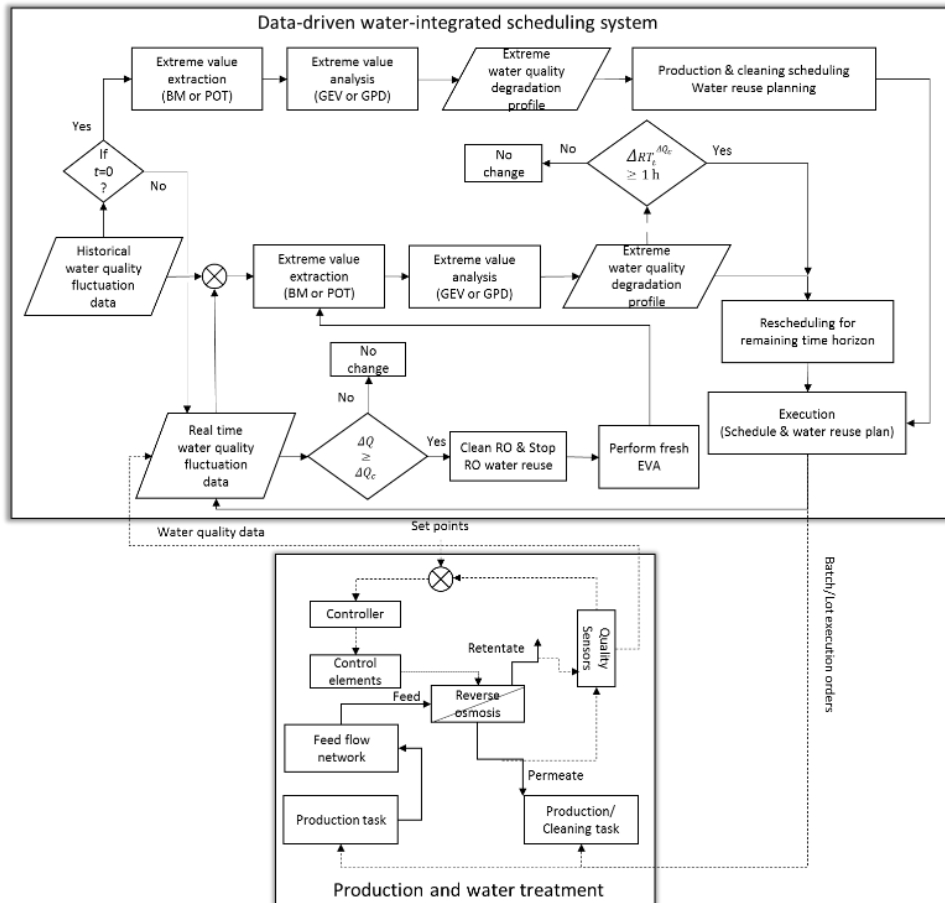 Data-driven water-integrated scheduling system
Extreme value
extraction
(BM or POT)
Extreme value
analysis
(GEV or GPD)
Extreme
water quality
degradation
profile
Production & cleaning scheduling
Water reuse planning
Yes
If
t=0
?
No
No
change
No
ΔRTₜ^ΔQc
≥ 1 h
Yes
Historical
water quality
fluctuation
data
Extreme value
extraction
(BM or POT)
Extreme value
analysis
(GEV or GPD)
Extreme
water quality
degradation
profile
Rescheduling for
remaining time horizon
No
change
No
Real time
water quality
fluctuation
data
ΔQ
≥
ΔQc
Yes
Clean RO & Stop
RO water reuse
Perform fresh
EVA
Execution
(Schedule & water reuse plan)
Water quality data
Set points
Batch/Lot execution orders
Controller
Quality
Sensors
Retentate
Control
elements
Feed
Reverse
osmosis
Feed flow
network
Permeate
Production task
Production/
Cleaning task
Production and water treatment